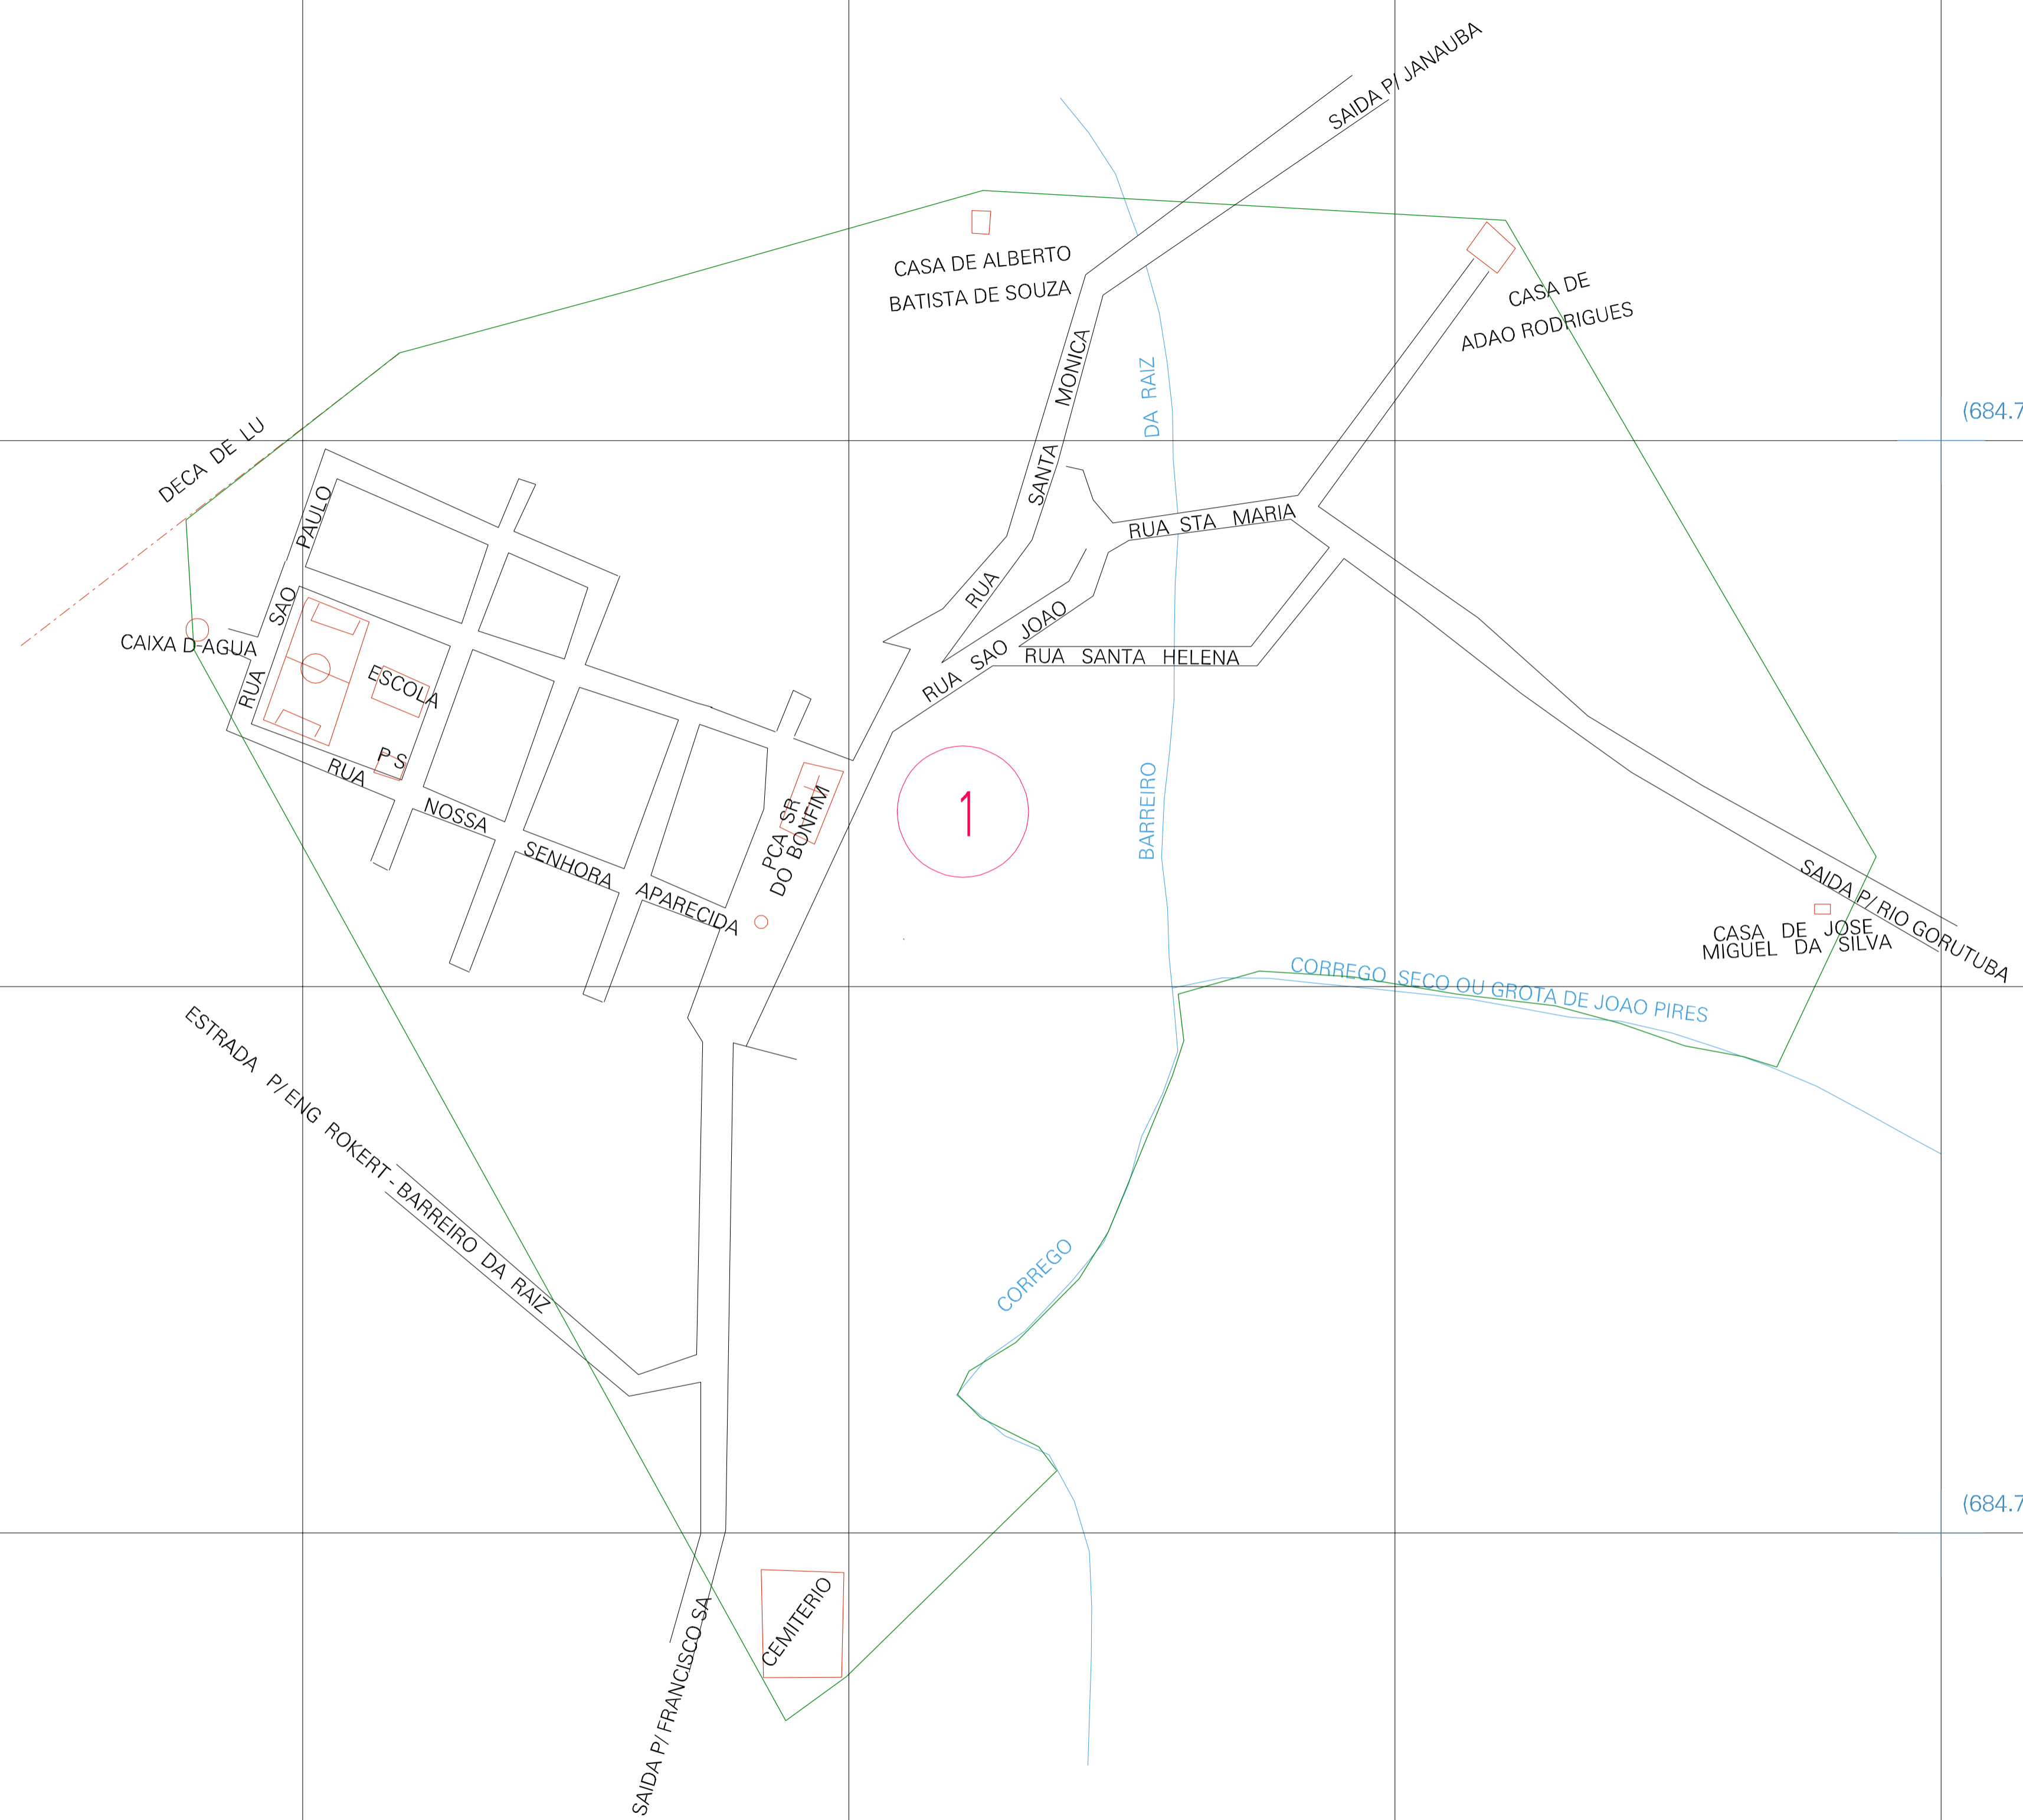 SAIDA P/ JANAUBA
CASA DE ALBERTO
BATISTA DE SOUZA
CASA DE
ADAO RODRIGUES
RUA SANTA MONICA
(684.7
DECA DE LU
RUA SAO PAULO
CAIXA D-AGUA
ESCOLA
P S
RUA NOSSA SENHORA APARECIDA
PCA SR
DO BONFIM
RUA STA MARIA
RUA SAO JOAO
RUA SANTA HELENA
1
CORREGO BARREIRO DA RAIZ
SAIDA P/ RIO GORUTUBA
CASA DE JOSE
MIGUEL DA SILVA
CORREGO SECO OU GROTA DE JOAO PIRES
ESTRADA P/ ENG ROKERT - BARREIRO DA RAIZ
(684.7
CEMITERIO
SAIDA P/ FRANCISCO SA